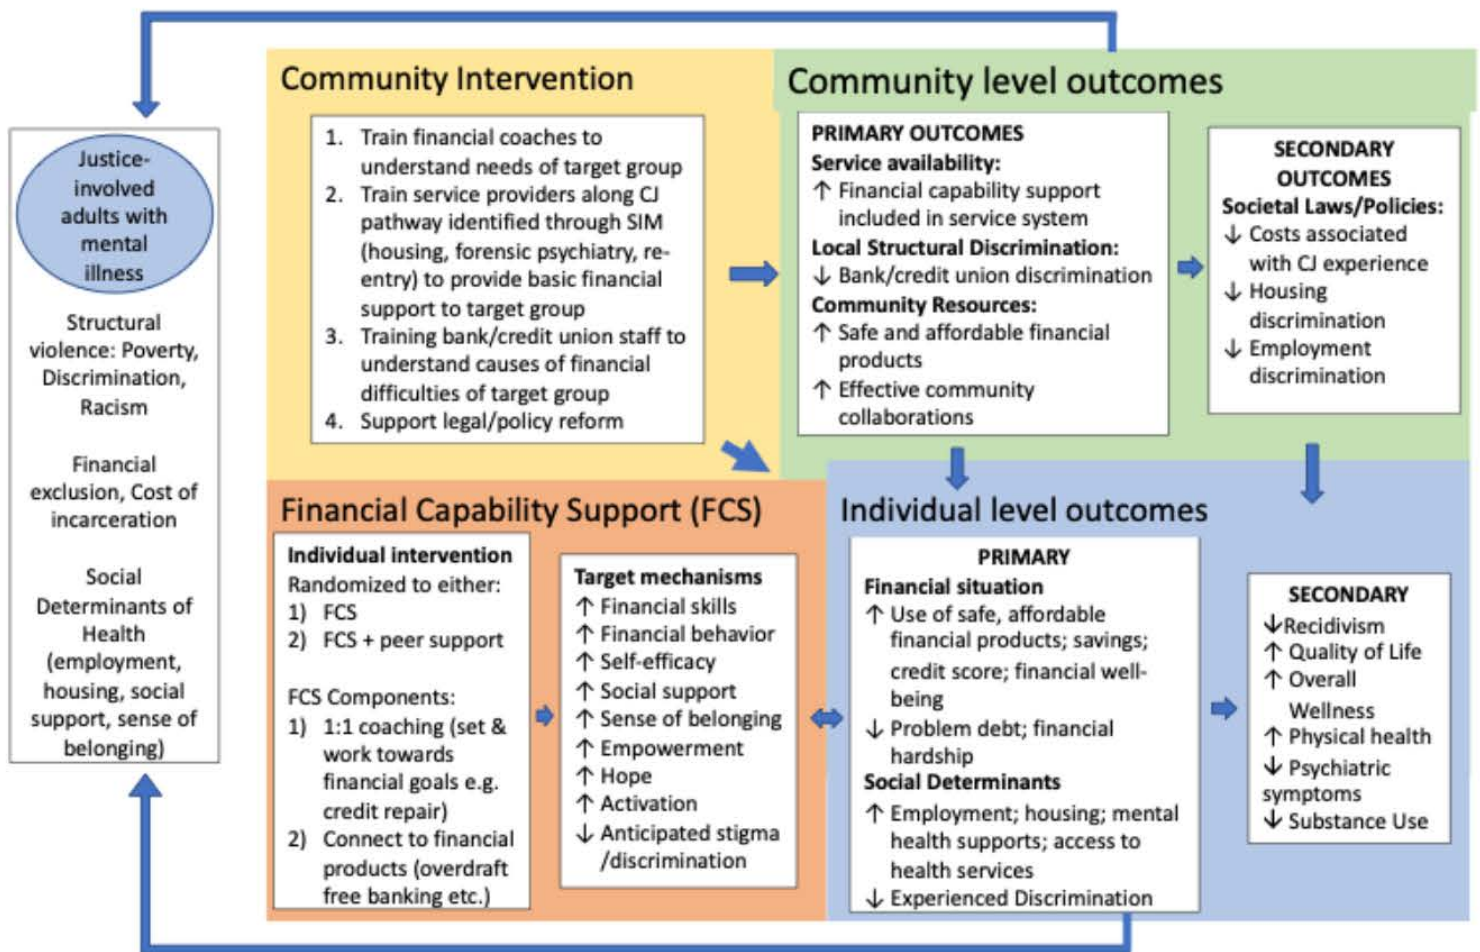 Justice-
involved
adults with
mental
illness
Structural
violence: Poverty,
Discrimination,
Racism
Financial
exclusion, Cost of
incarceration
Social
Determinants of
Health
(employment,
housing, social
support, sense of
belonging)
Community Intervention
1. Train financial coaches to
understand needs of target group
2. Train service providers along CJ
pathway identified through SIM
(housing, forensic psychiatry, re-
entry) to provide basic financial
support to target group
3. Training bank/credit union staff to
understand causes of financial
difficulties of target group
4. Support legal/policy reform
Community level outcomes
PRIMARY OUTCOMES
Service availability:
↑ Financial capability support
included in service system
Local Structural Discrimination:
↓ Bank/credit union discrimination
Community Resources:
↑ Safe and affordable financial
products
↑ Effective community
collaborations
SECONDARY
OUTCOMES
Societal Laws/Policies:
↓ Costs associated
with CJ experience
↓ Housing
discrimination
↓ Employment
discrimination
Financial Capability Support (FCS)
Individual intervention
Randomized to either:
1) FCS
2) FCS + peer support
FCS Components:
1) 1:1 coaching (set &
work towards
financial goals e.g.
credit repair)
2) Connect to financial
products (overdraft
free banking etc.)
Target mechanisms
↑ Financial skills
↑ Financial behavior
↑ Self-efficacy
↑ Social support
↑ Sense of belonging
↑ Empowerment
↑ Hope
↑ Activation
↓ Anticipated stigma
/discrimination
Individual level outcomes
PRIMARY
Financial situation
↑ Use of safe, affordable
financial products; savings;
credit score; financial well-
being
↓ Problem debt; financial
hardship
Social Determinants
↑ Employment; housing; mental
health supports; access to
health services
↓ Experienced Discrimination
SECONDARY
↓Recidivism
↑ Quality of Life
↑ Overall
Wellness
↑ Physical health
↓ Psychiatric
symptoms
↓ Substance Use